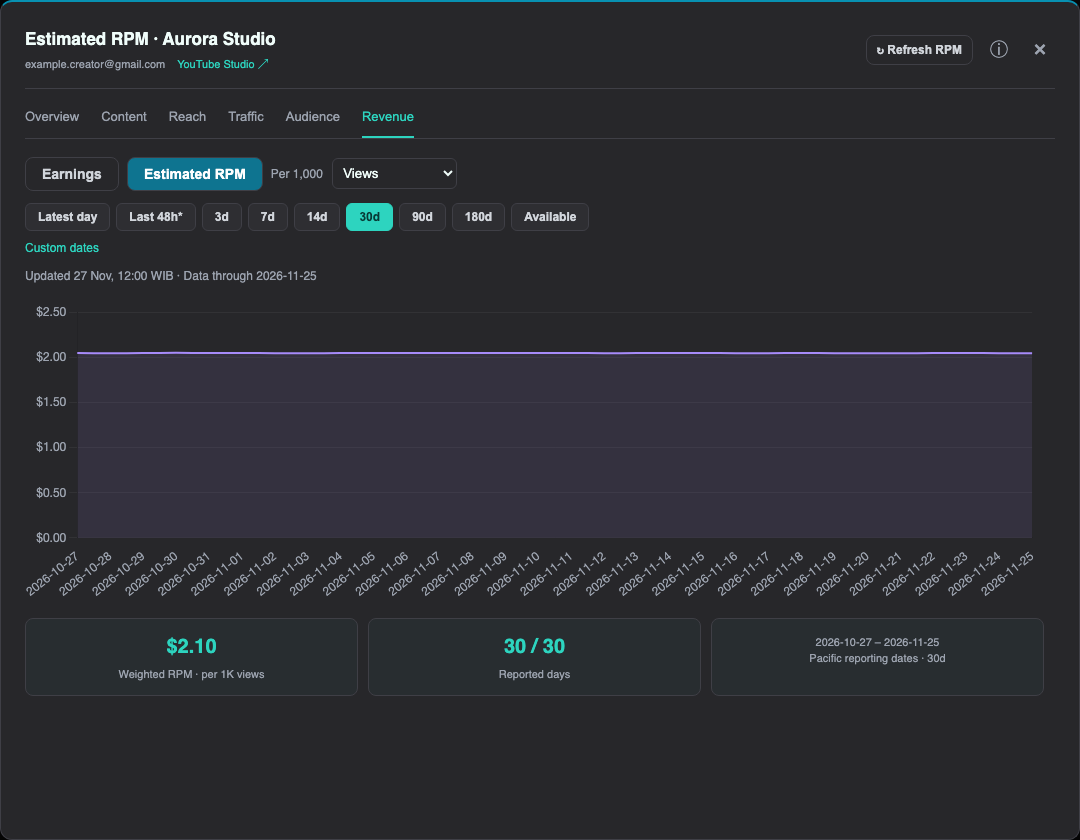 Estimated RPM · Aurora Studio
example.creator@gmail.com YouTube Studio ↗
↻ Refresh RPM ⓘ ✕
Overview Content Reach Traffic Audience Revenue
Earnings Estimated RPM Per 1,000 Views
Latest day Last 48h* 3d 7d 14d 30d 90d 180d Available
Custom dates
Updated 27 Nov, 12:00 WIB · Data through 2026-11-25
$2.50
$2.00
$1.50
$1.00
$0.50
$0.00
2026-10-27 2026-10-28 2026-10-29 2026-10-30 2026-10-31 2026-11-01 2026-11-02 2026-11-03 2026-11-04 2026-11-05 2026-11-06 2026-11-07 2026-11-08 2026-11-09 2026-11-10 2026-11-11 2026-11-12 2026-11-13 2026-11-14 2026-11-15 2026-11-16 2026-11-17 2026-11-18 2026-11-19 2026-11-20 2026-11-21 2026-11-22 2026-11-23 2026-11-24 2026-11-25
$2.10
Weighted RPM · per 1K views
30 / 30
Reported days
2026-10-27 – 2026-11-25
Pacific reporting dates · 30d